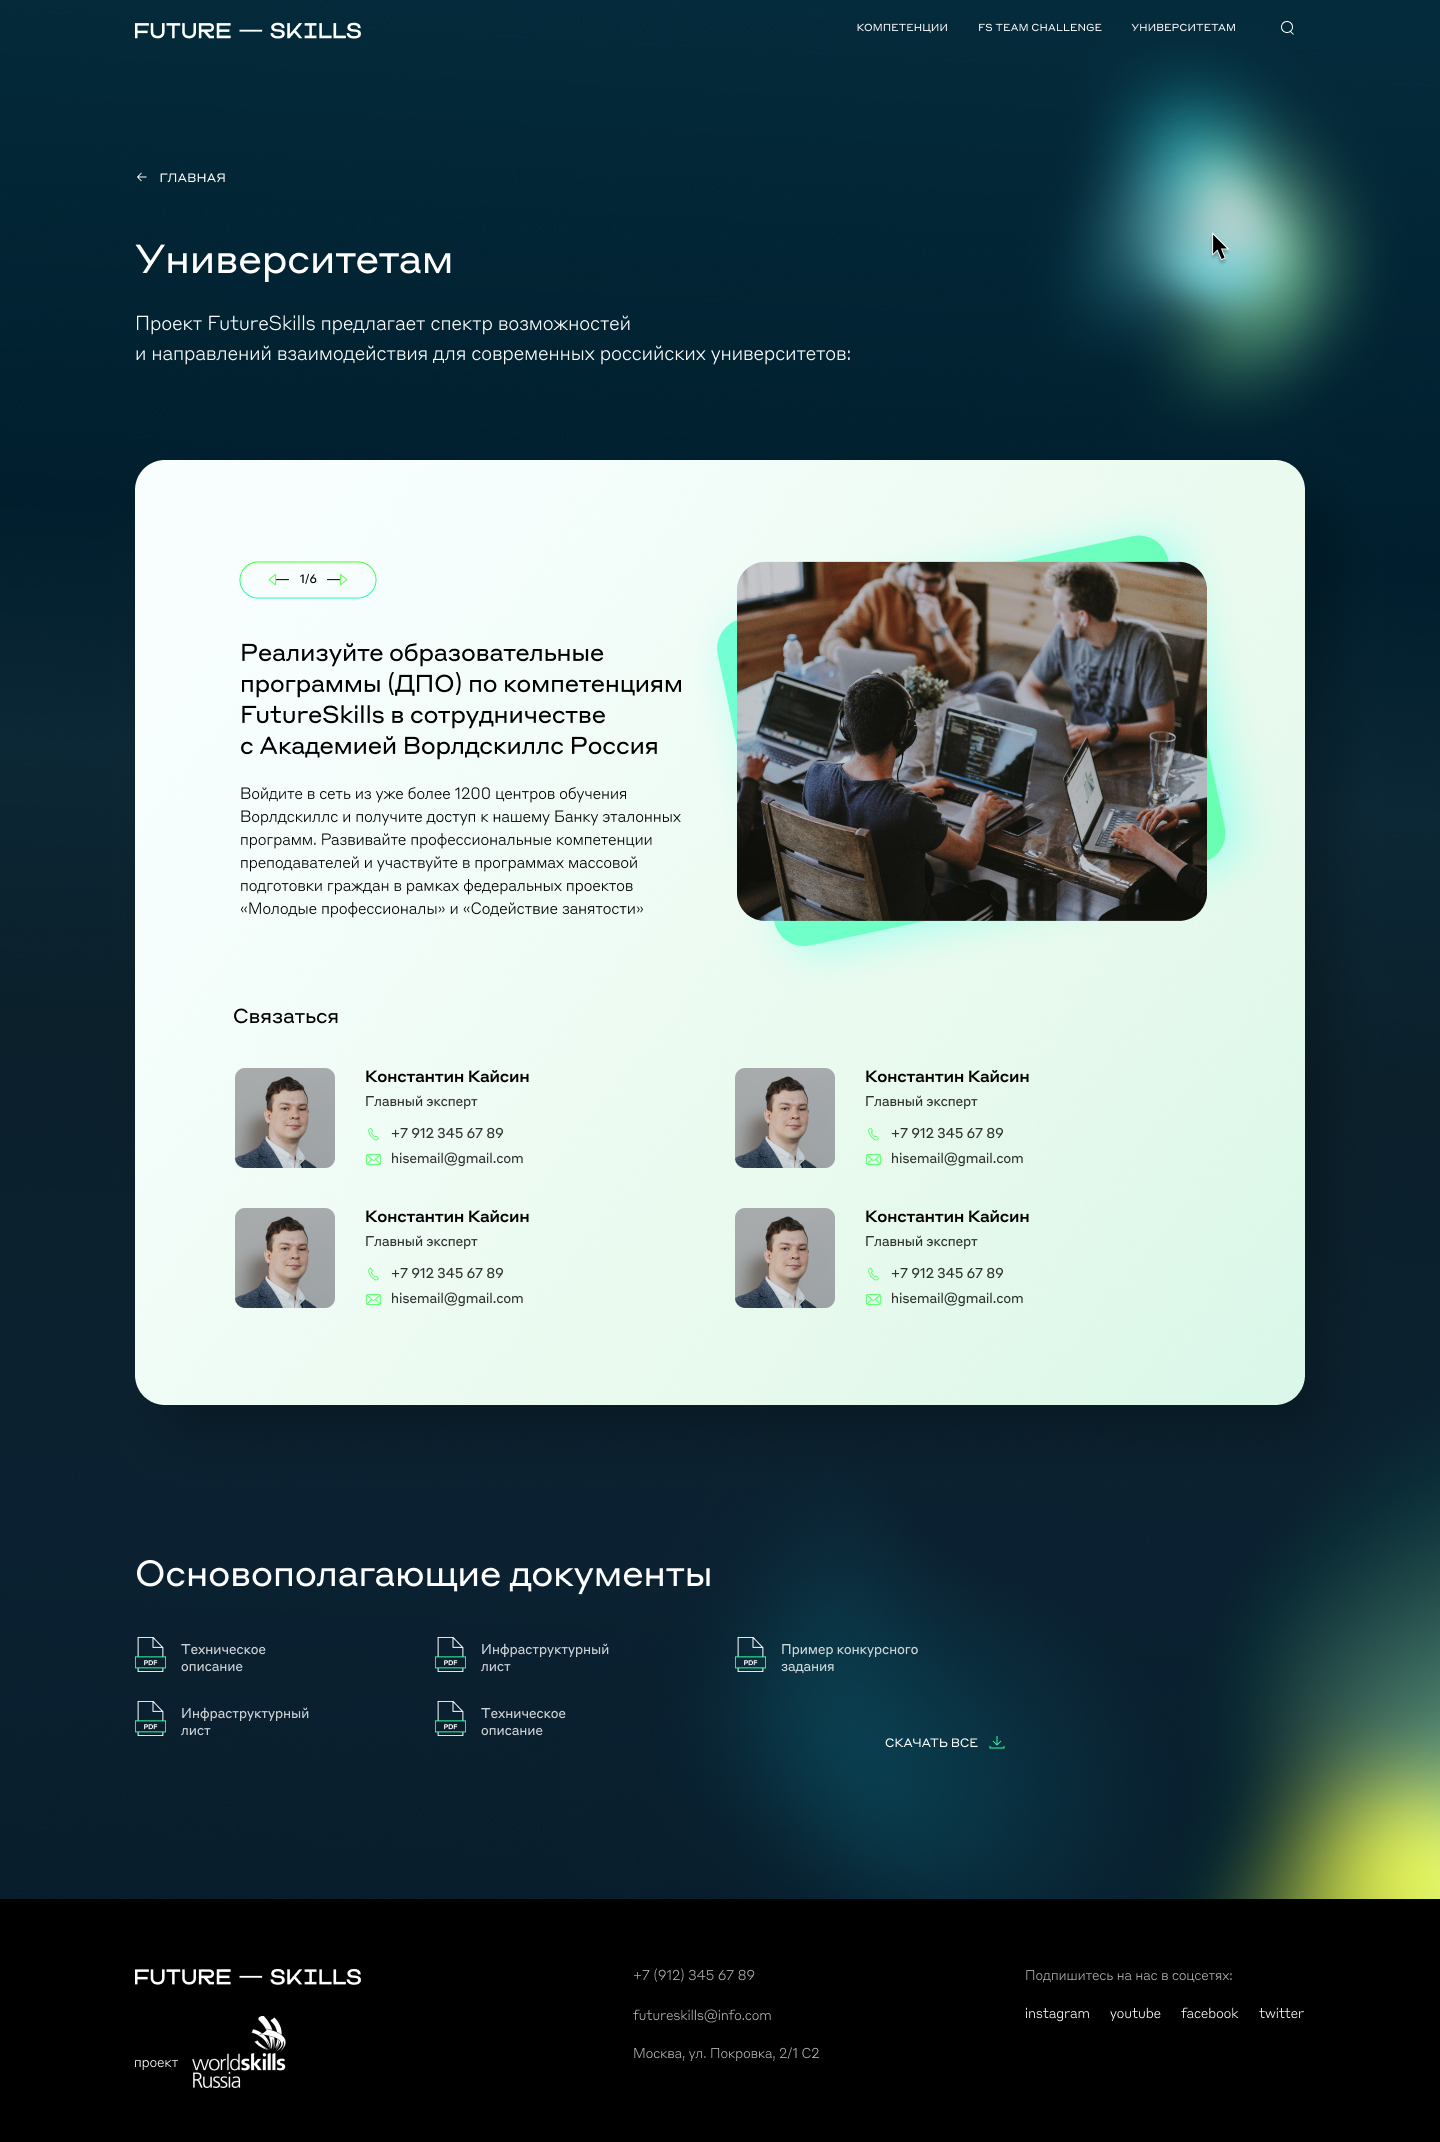 FUTURE — SKILLS
КОМПЕТЕНЦИИ
FS TEAM CHALLENGE
УНИВЕРСИТЕТАМ
ГЛАВНАЯ
Университетам
Проект FutureSkills предлагает спектр возможностей
и направлений взаимодействия для современных российских университетов:
1/6
Реализуйте образовательные
программы (ДПО) по компетенциям
FutureSkills в сотрудничестве
с Академией Ворлдскиллс Россия
Войдите в сеть из уже более 1200 центров обучения
Ворлдскиллс и получите доступ к нашему Банку эталонных
программ. Развивайте профессиональные компетенции
преподавателей и участвуйте в программах массовой
подготовки граждан в рамках федеральных проектов
«Молодые профессионалы» и «Содействие занятости»
Связаться
Константин Кайсин
Главный эксперт
+7 912 345 67 89
hisemail@gmail.com
Константин Кайсин
Главный эксперт
+7 912 345 67 89
hisemail@gmail.com
Константин Кайсин
Главный эксперт
+7 912 345 67 89
hisemail@gmail.com
Константин Кайсин
Главный эксперт
+7 912 345 67 89
hisemail@gmail.com
Основополагающие документы
PDF
Техническое
описание
PDF
Инфраструктурный
лист
PDF
Пример конкурсного
задания
PDF
Инфраструктурный
лист
PDF
Техническое
описание
СКАЧАТЬ ВСЕ
FUTURE — SKILLS
проект
worldskills
Russia
+7 (912) 345 67 89
futureskills@info.com
Москва, ул. Покровка, 2/1 С2
Подпишитесь на нас в соцсетях:
instagram youtube facebook twitter